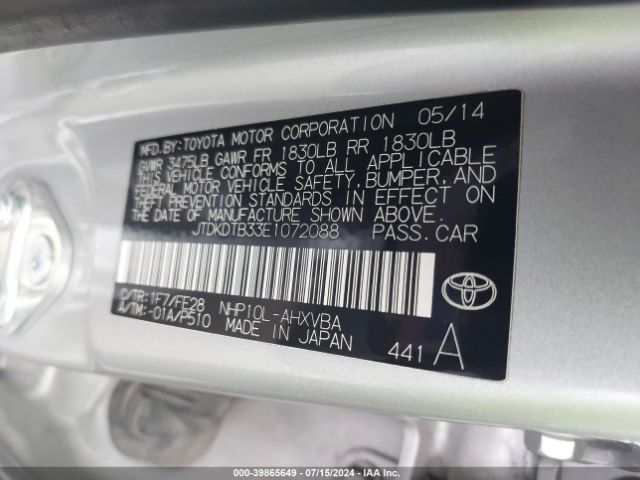 MFD.BY:TOYOTA MOTOR CORPORATION 05/14
GVWR 3475LB GAWR FR 1830LB RR 1830LB
THIS VEHICLE CONFORMS TO ALL APPLICABLE
FEDERAL MOTOR VEHICLE SAFETY, BUMPER, AND
THEFT PREVENTION STANDARDS IN EFFECT ON
THE DATE OF MANUFACTURE SHOWN ABOVE.
JTDKDTB33E1072088 PASS.CAR
C/TR:1F7/FE28
A/TM:-01A/P510
NHP10L-AHXVBA
MADE IN JAPAN
441 A
000-39865649 - 07/15/2024 - IAA Inc.